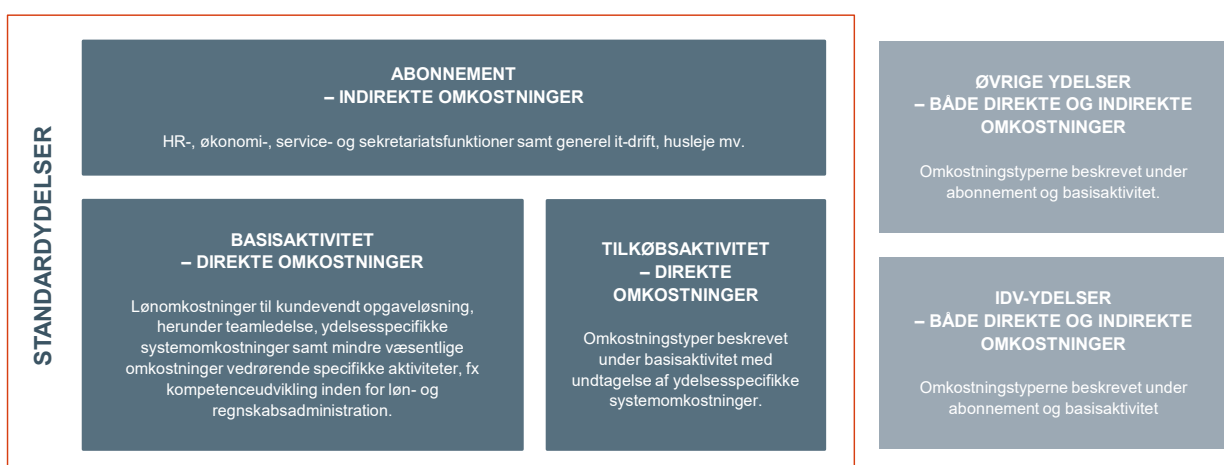 STANDARDYDELSER
ABONNEMENT
– INDIREKTE OMKOSTNINGER
HR-, økonomi-, service- og sekretariatsfunktioner samt generel it-drift, husleje mv.
BASISAKTIVITET
– DIREKTE OMKOSTNINGER
Lønomkostninger til kundevendt opgaveløsning,
herunder teamledelse, ydelsesspecifikke
systemomkostninger samt mindre væsentlige
omkostninger vedrørende specifikke aktiviteter, fx
kompetenceudvikling inden for løn- og
regnskabsadministration.
TILKØBSAKTIVITET
– DIREKTE
OMKOSTNINGER
Omkostningstyper beskrevet
under basisaktivitet med
undtagelse af ydelsesspecifikke
systemomkostninger.
ØVRIGE YDELSER
– BÅDE DIREKTE OG INDIREKTE
OMKOSTNINGER
Omkostningstyperne beskrevet under
abonnement og basisaktivitet.
IDV-YDELSER
– BÅDE DIREKTE OG INDIREKTE
OMKOSTNINGER
Omkostningstyperne beskrevet under
abonnement og basisaktivitet